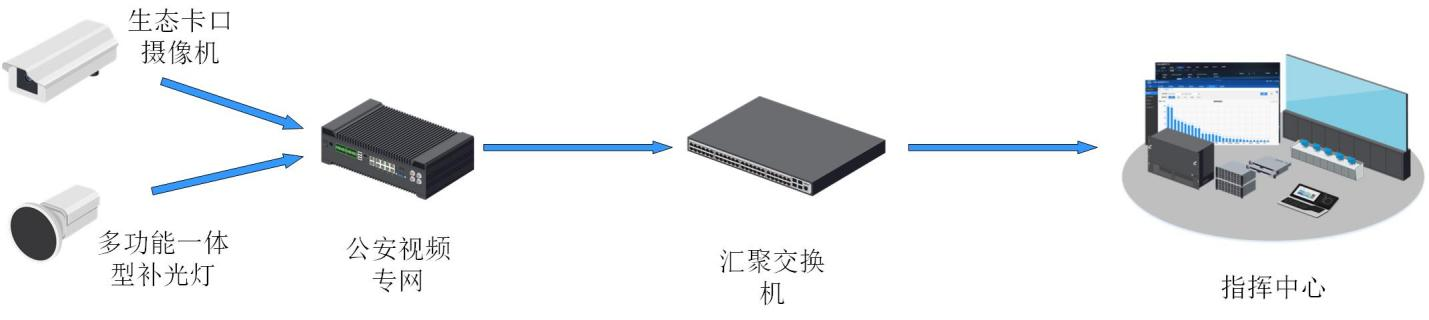 生态卡口
摄像机
多功能一体
型补光灯
公安视频
专网
汇聚交换
机
指挥中心